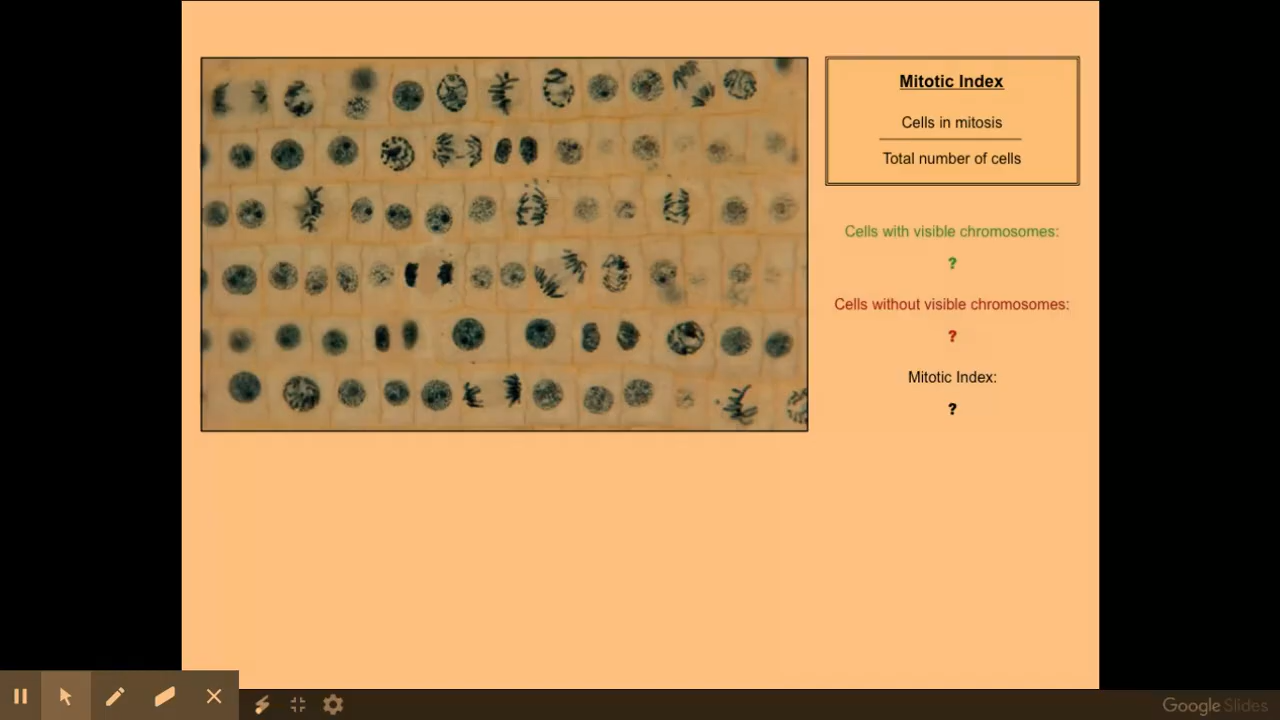 Mitotic Index
Cells in mitosis
Total number of cells
Cells with visible chromosomes:
?
Cells without visible chromosomes:
?
Mitotic Index:
?
Google Slides